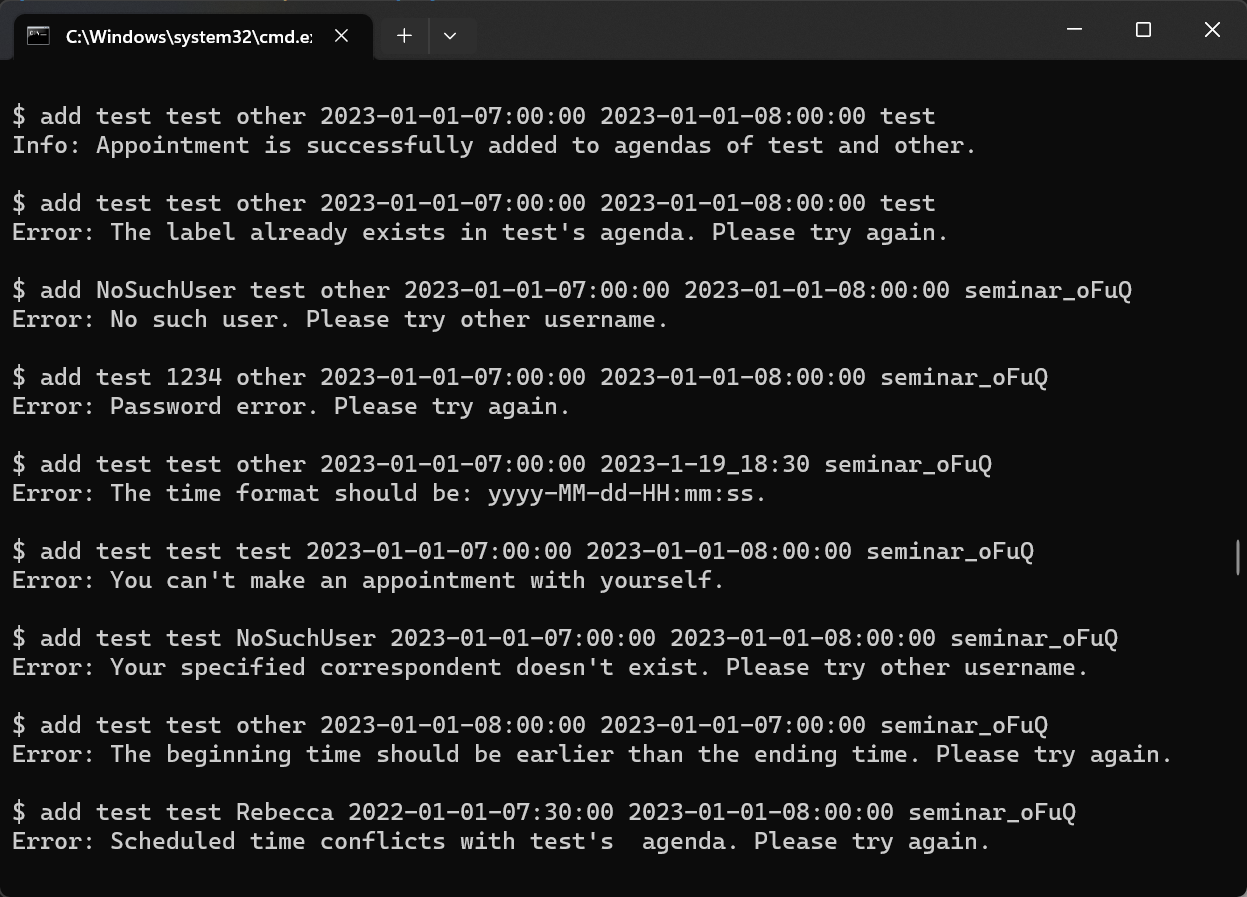 C:\Windows\system32\cmd.e
$ add test test other 2023-01-01-07:00:00 2023-01-01-08:00:00 test
Info: Appointment is successfully added to agendas of test and other.
$ add test test other 2023-01-01-07:00:00 2023-01-01-08:00:00 test
Error: The label already exists in test's agenda. Please try again.
$ add NoSuchUser test other 2023-01-01-07:00:00 2023-01-01-08:00:00 seminar_oFuQ
Error: No such user. Please try other username.
$ add test 1234 other 2023-01-01-07:00:00 2023-01-01-08:00:00 seminar_oFuQ
Error: Password error. Please try again.
$ add test test other 2023-01-01-07:00:00 2023-1-19_18:30 seminar_oFuQ
Error: The time format should be: yyyy-MM-dd-HH:mm:ss.
$ add test test test 2023-01-01-07:00:00 2023-01-01-08:00:00 seminar_oFuQ
Error: You can't make an appointment with yourself.
$ add test test NoSuchUser 2023-01-01-07:00:00 2023-01-01-08:00:00 seminar_oFuQ
Error: Your specified correspondent doesn't exist. Please try other username.
$ add test test other 2023-01-01-08:00:00 2023-01-01-07:00:00 seminar_oFuQ
Error: The beginning time should be earlier than the ending time. Please try again.
$ add test test Rebecca 2022-01-01-07:30:00 2023-01-01-08:00:00 seminar_oFuQ
Error: Scheduled time conflicts with test's  agenda. Please try again.